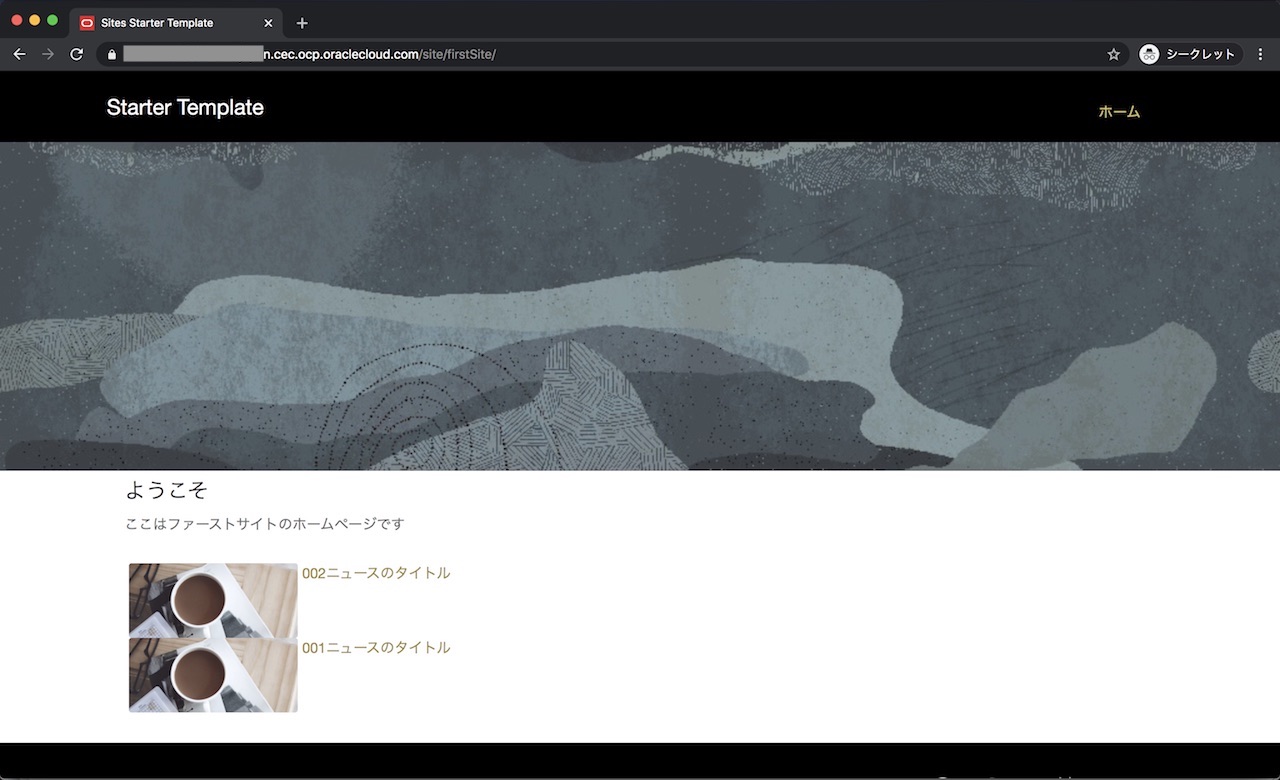 Sites Starter Template
n.cec.ocp.oraclecloud.com/site/firstSite/
シークレット
Starter Template
ホーム
ようこそ
ここはファーストサイトのホームページです
002ニュースのタイトル
001ニュースのタイトル